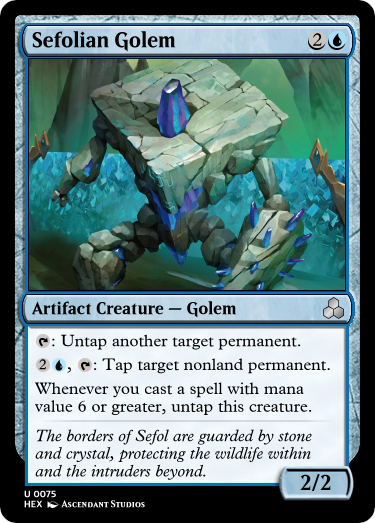 Sefolian Golem 2
Artifact Creature — Golem
: Untap another target permanent.
2, : Tap target nonland permanent.
Whenever you cast a spell with mana
value 6 or greater, untap this creature.
The borders of Sefol are guarded by stone
and crystal, protecting the wildlife within
and the intruders beyond.
2/2
U 0075
HEX Ascendant Studios